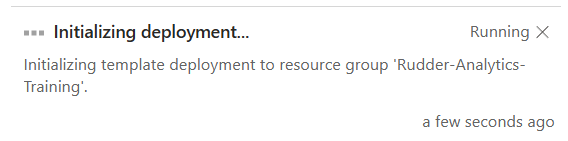 Initializing deployment...
Running
Initializing template deployment to resource group 'Rudder-Analytics-
Training'.
a few seconds ago